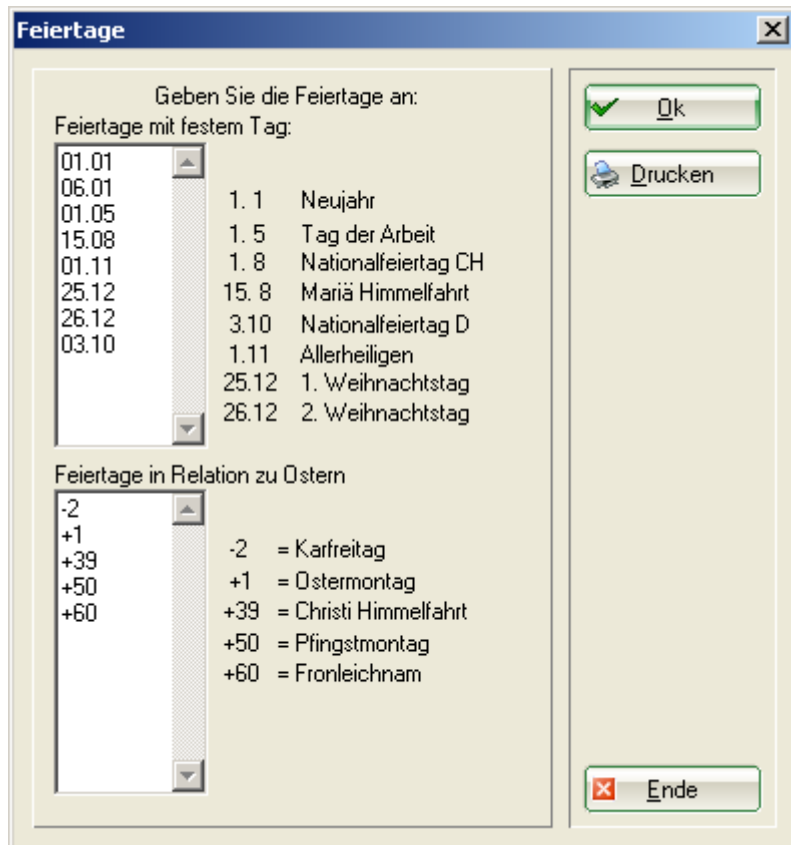 Feiertage
Geben Sie die Feiertage an:
Feiertage mit festem Tag:
01.01
06.01
01.05
15.08
01.11
25.12
26.12
03.10
1. 1 Neujahr
1. 5 Tag der Arbeit
1. 8 Nationalfeiertag CH
15. 8 Mariä Himmelfahrt
3.10 Nationalfeiertag D
1.11 Allerheiligen
25.12 1. Weihnachtstag
26.12 2. Weihnachtstag
Feiertage in Relation zu Ostern
-2
+1
+39
+50
+60
-2 = Karfreitag
+1 = Ostermontag
+39 = Christi Himmelfahrt
+50 = Pfingstmontag
+60 = Fronleichnam
Ok
Drucken
Ende